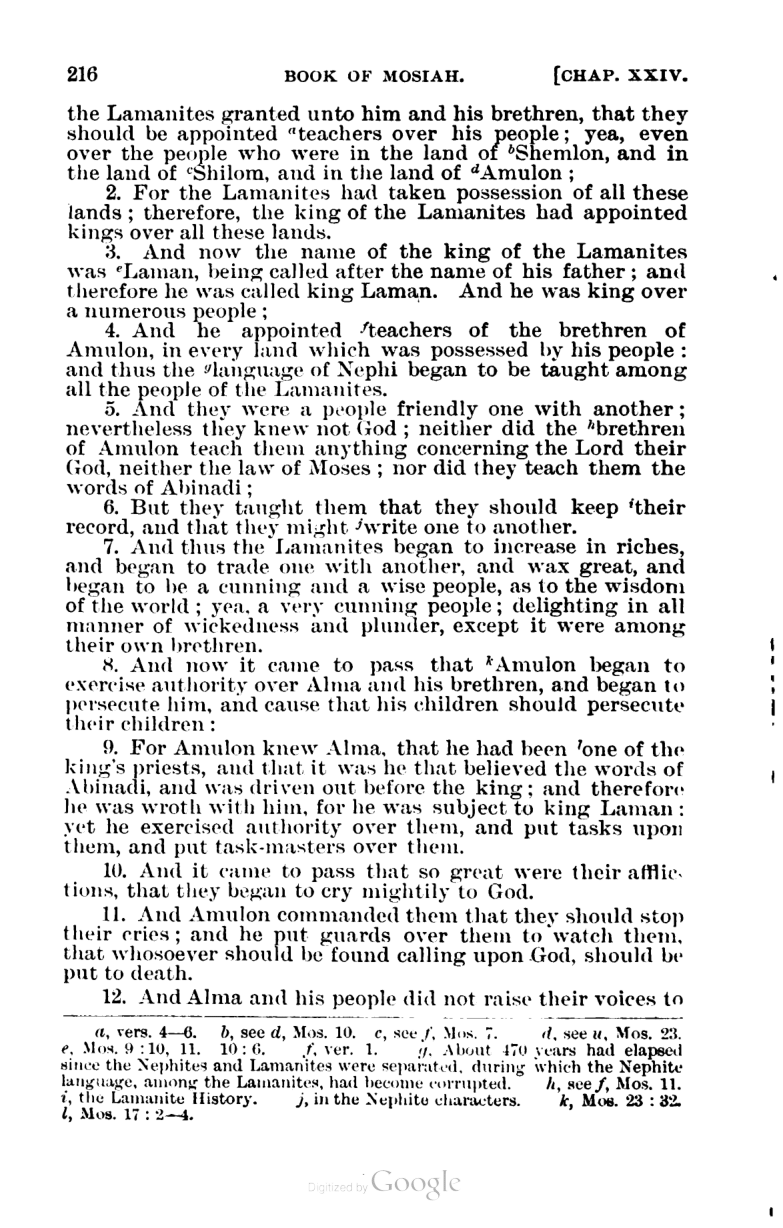 216 BOOK OF MOSIAH. [CHAP. XXIV.
the Lamanites granted unto him and his brethren, that they
should be appointed ᵃteachers over his people; yea, even
over the people who were in the land of ᵇShemlon, and in
the land of ᶜShilom, and in the land of ᵈAmulon;
2. For the Lamanites had taken possession of all these
lands; therefore, the king of the Lamanites had appointed
kings over all these lands.
3. And now the name of the king of the Lamanites
was ᵉLaman, being called after the name of his father; and
therefore he was called king Laman. And he was king over
a numerous people;
4. And he appointed ᶠteachers of the brethren of
Amulon, in every land which was possessed by his people:
and thus the ᵍlanguage of Nephi began to be taught among
all the people of the Lamanites.
5. And they were a people friendly one with another;
nevertheless they knew not God; neither did the ʰbrethren
of Amulon teach them anything concerning the Lord their
God, neither the law of Moses; nor did they teach them the
words of Abinadi;
6. But they taught them that they should keep ⁱtheir
record, and that they might ʲwrite one to another.
7. And thus the Lamanites began to increase in riches,
and began to trade one with another, and wax great, and
began to be a cunning and a wise people, as to the wisdom
of the world; yea, a very cunning people; delighting in all
manner of wickedness and plunder, except it were among
their own brethren.
8. And now it came to pass that ᵏAmulon began to
exercise authority over Alma and his brethren, and began to
persecute him, and cause that his children should persecute
their children:
9. For Amulon knew Alma, that he had been ˡone of the
king's priests, and that it was he that believed the words of
Abinadi, and was driven out before the king; and therefore
he was wroth with him, for he was subject to king Laman:
yet he exercised authority over them, and put tasks upon
them, and put task-masters over them.
10. And it came to pass that so great were their afflic-
tions, that they began to cry mightily to God.
11. And Amulon commanded them that they should stop
their cries; and he put guards over them to watch them,
that whosoever should be found calling upon God, should be
put to death.
12. And Alma and his people did not raise their voices to
a, vers. 4—6. b, see d, Mos. 10. c, see f, Mos. 7. d, see u, Mos. 23.
e, Mos. 9:10, 11. 10:6. f, ver. 1. g, About 470 years had elapsed
since the Nephites and Lamanites were separated, during which the Nephite
language, among the Lamanites, had become corrupted. h, see f, Mos. 11.
i, the Lamanite History. j, in the Nephite characters. k, Mos. 23:32.
l, Mos. 17:2—4.
Digitized by Google